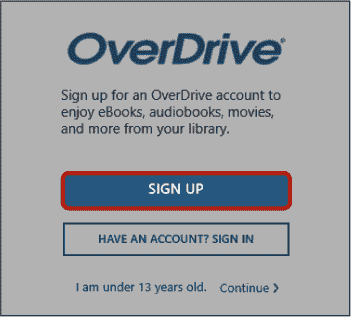 OverDrive®
Sign up for an OverDrive account to
enjoy eBooks, audiobooks, movies,
and more from your library.
SIGN UP
HAVE AN ACCOUNT? SIGN IN
I am under 13 years old. Continue >